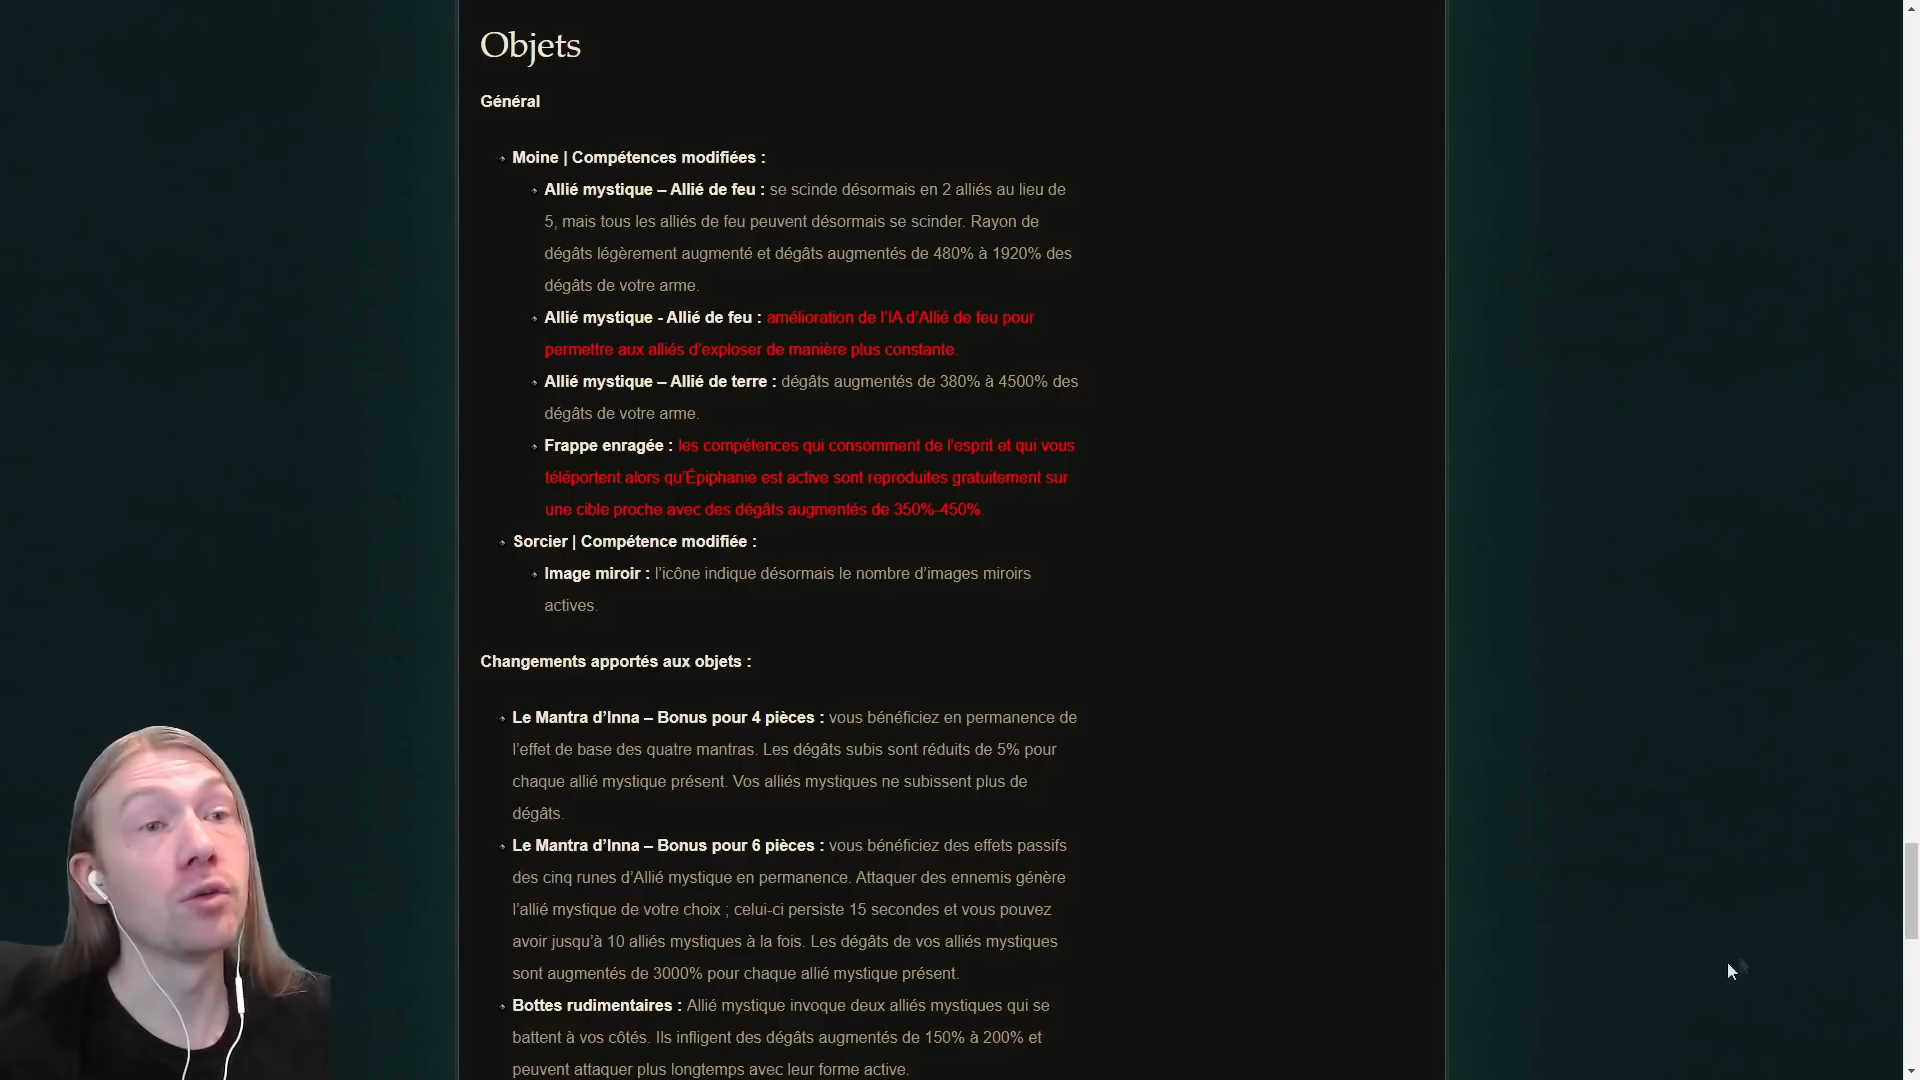 Objets
Général
Moine | Compétences modifiées :
Allié mystique – Allié de feu : se scinde désormais en 2 alliés au lieu de
5, mais tous les alliés de feu peuvent désormais se scinder. Rayon de
dégâts légèrement augmenté et dégâts augmentés de 480% à 1920% des
dégâts de votre arme.
Allié mystique - Allié de feu : amélioration de l’IA d’Allié de feu pour
permettre aux alliés d’exploser de manière plus constante.
Allié mystique – Allié de terre : dégâts augmentés de 380% à 4500% des
dégâts de votre arme.
Frappe enragée : les compétences qui consomment de l’esprit et qui vous
téléportent alors qu’Épiphanie est active sont reproduites gratuitement sur
une cible proche avec des dégâts augmentés de 350%-450%.
Sorcier | Compétence modifiée :
Image miroir : l’icône indique désormais le nombre d’images miroirs
actives.
Changements apportés aux objets :
Le Mantra d’Inna – Bonus pour 4 pièces : vous bénéficiez en permanence de
l’effet de base des quatre mantras. Les dégâts subis sont réduits de 5% pour
chaque allié mystique présent. Vos alliés mystiques ne subissent plus de
dégâts.
Le Mantra d’Inna – Bonus pour 6 pièces : vous bénéficiez des effets passifs
des cinq runes d’Allié mystique en permanence. Attaquer des ennemis génère
l’allié mystique de votre choix ; celui-ci persiste 15 secondes et vous pouvez
avoir jusqu’à 10 alliés mystiques à la fois. Les dégâts de vos alliés mystiques
sont augmentés de 3000% pour chaque allié mystique présent.
Bottes rudimentaires : Allié mystique invoque deux alliés mystiques qui se
battent à vos côtés. Ils infligent des dégâts augmentés de 150% à 200% et
peuvent attaquer plus longtemps avec leur forme active.